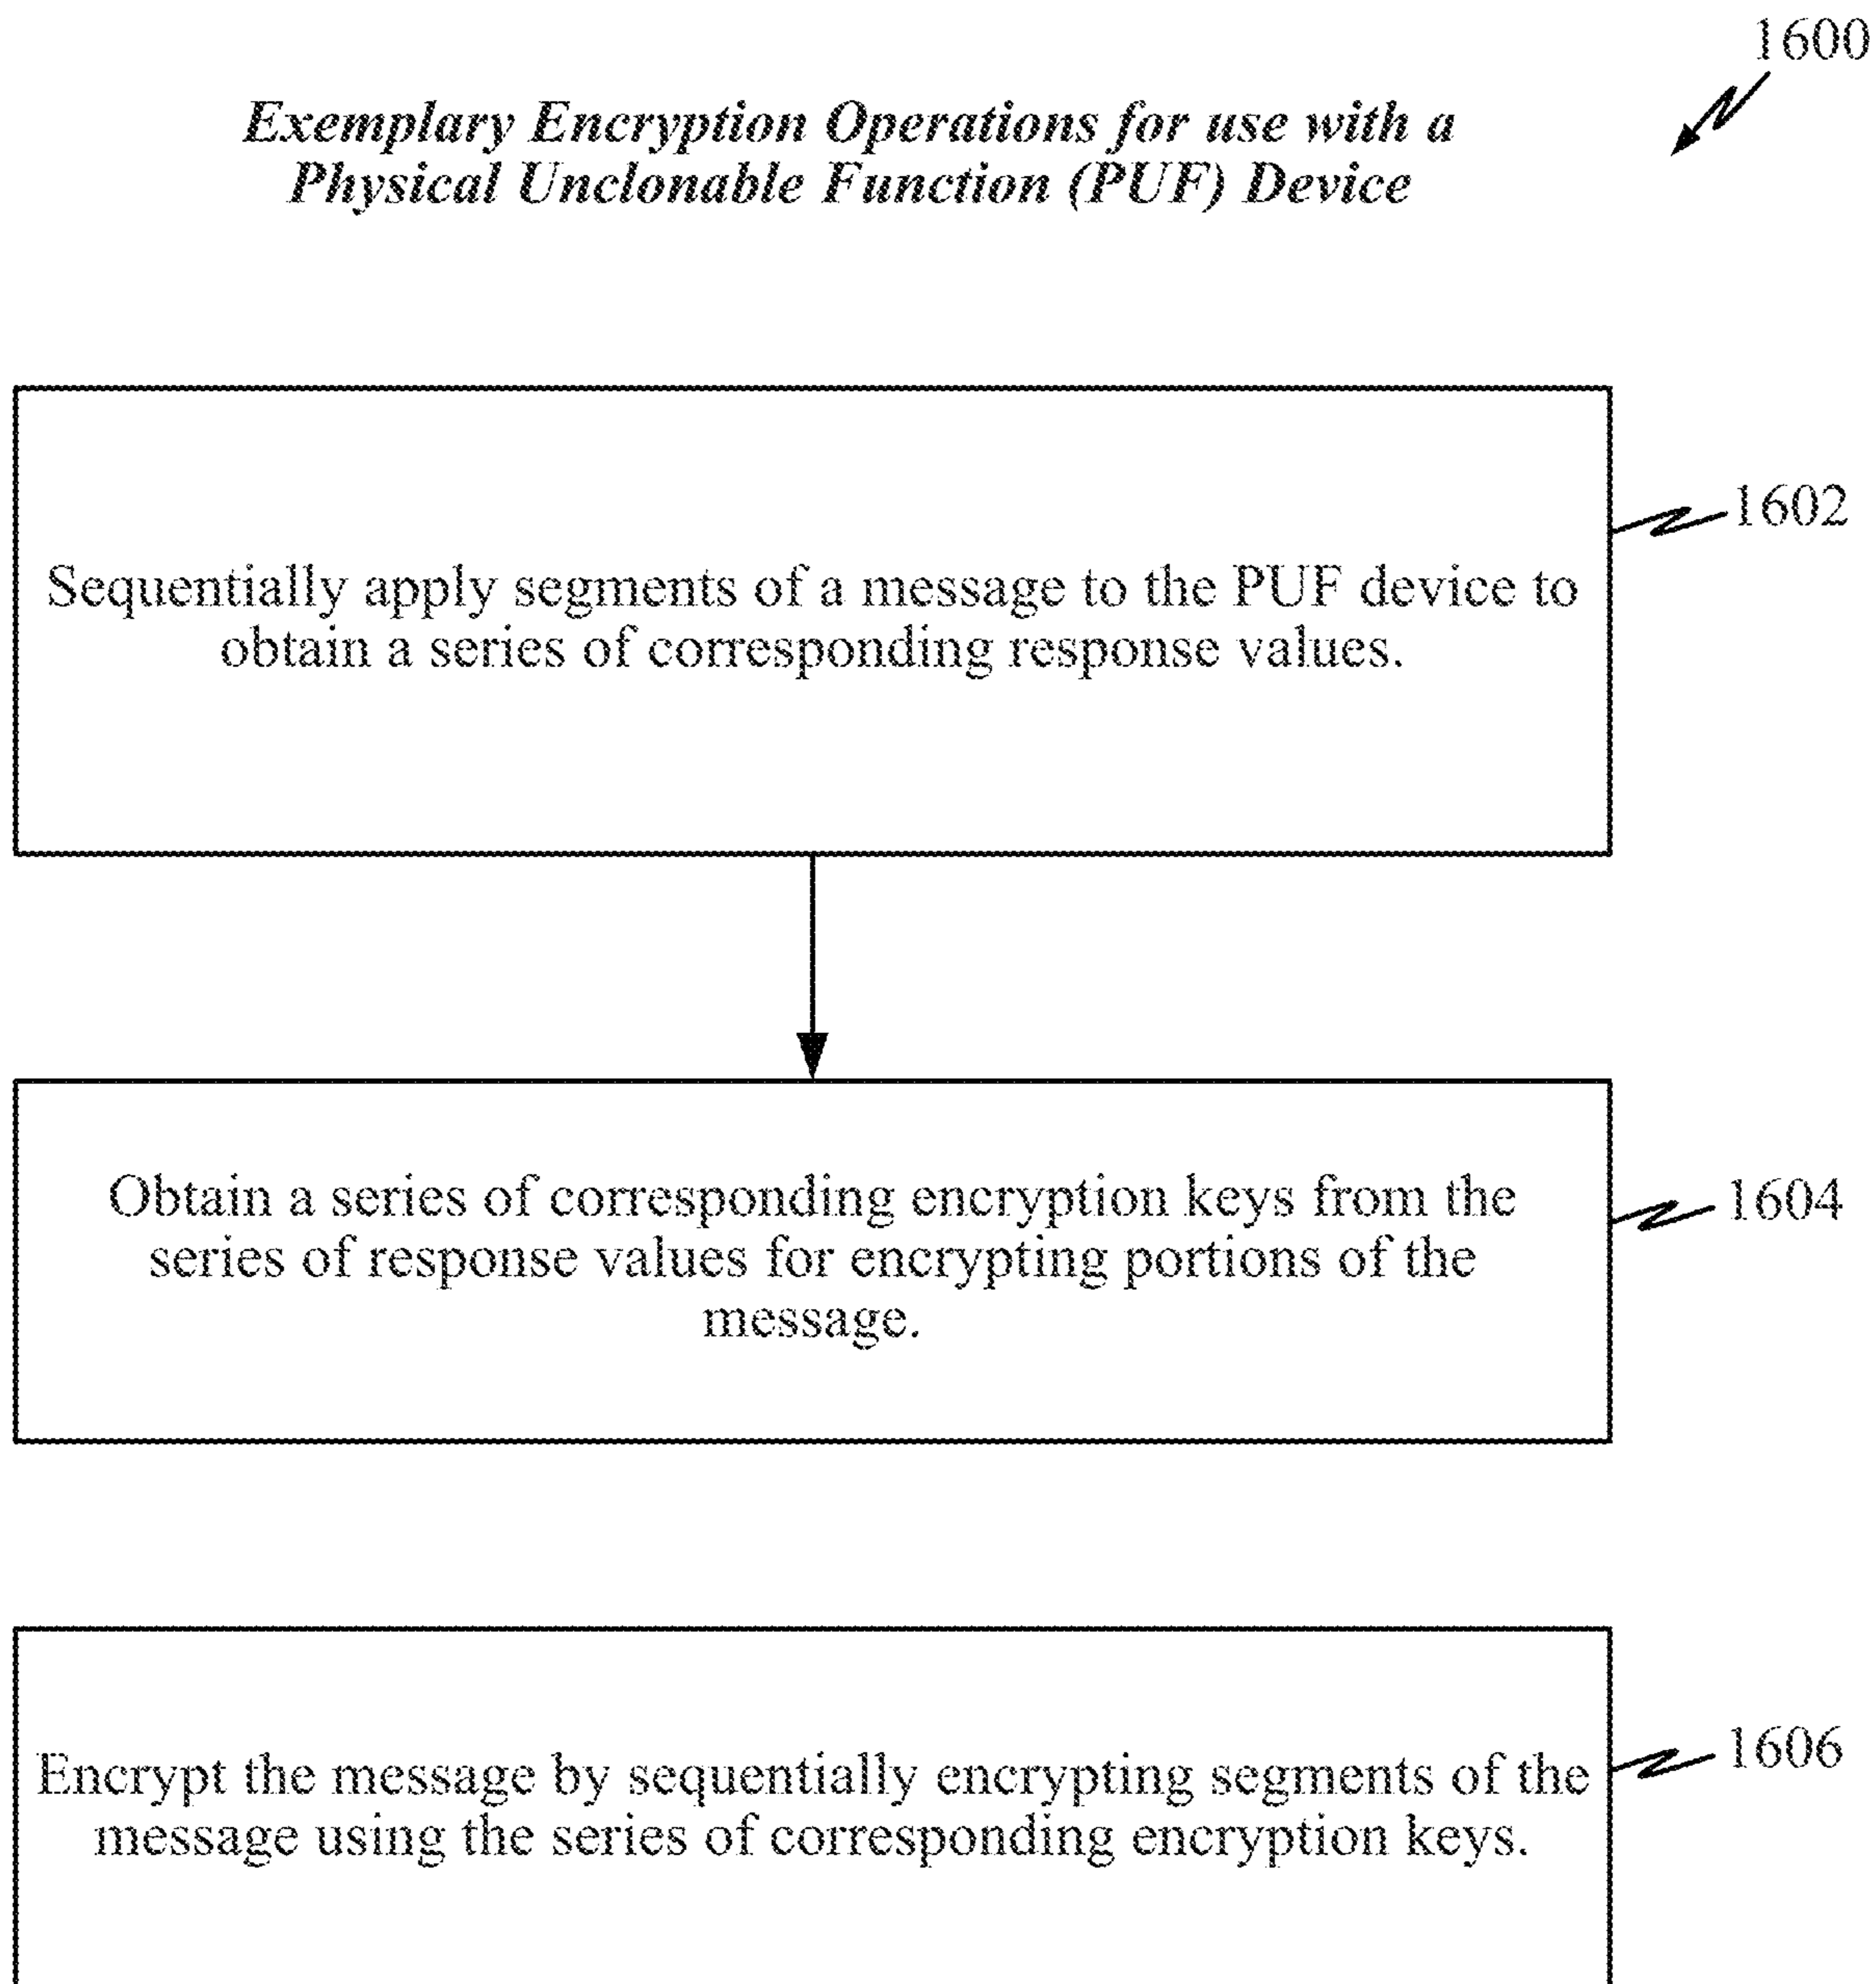 1600
Exemplary Encryption Operations for use with a
Physical Unclonable Function (PUF) Device
1602
Sequentially apply segments of a message to the PUF device to
obtain a series of corresponding response values.
1604
Obtain a series of corresponding encryption keys from the
series of response values for encrypting portions of the
message.
1606
Encrypt the message by sequentially encrypting segments of the
message using the series of corresponding encryption keys.